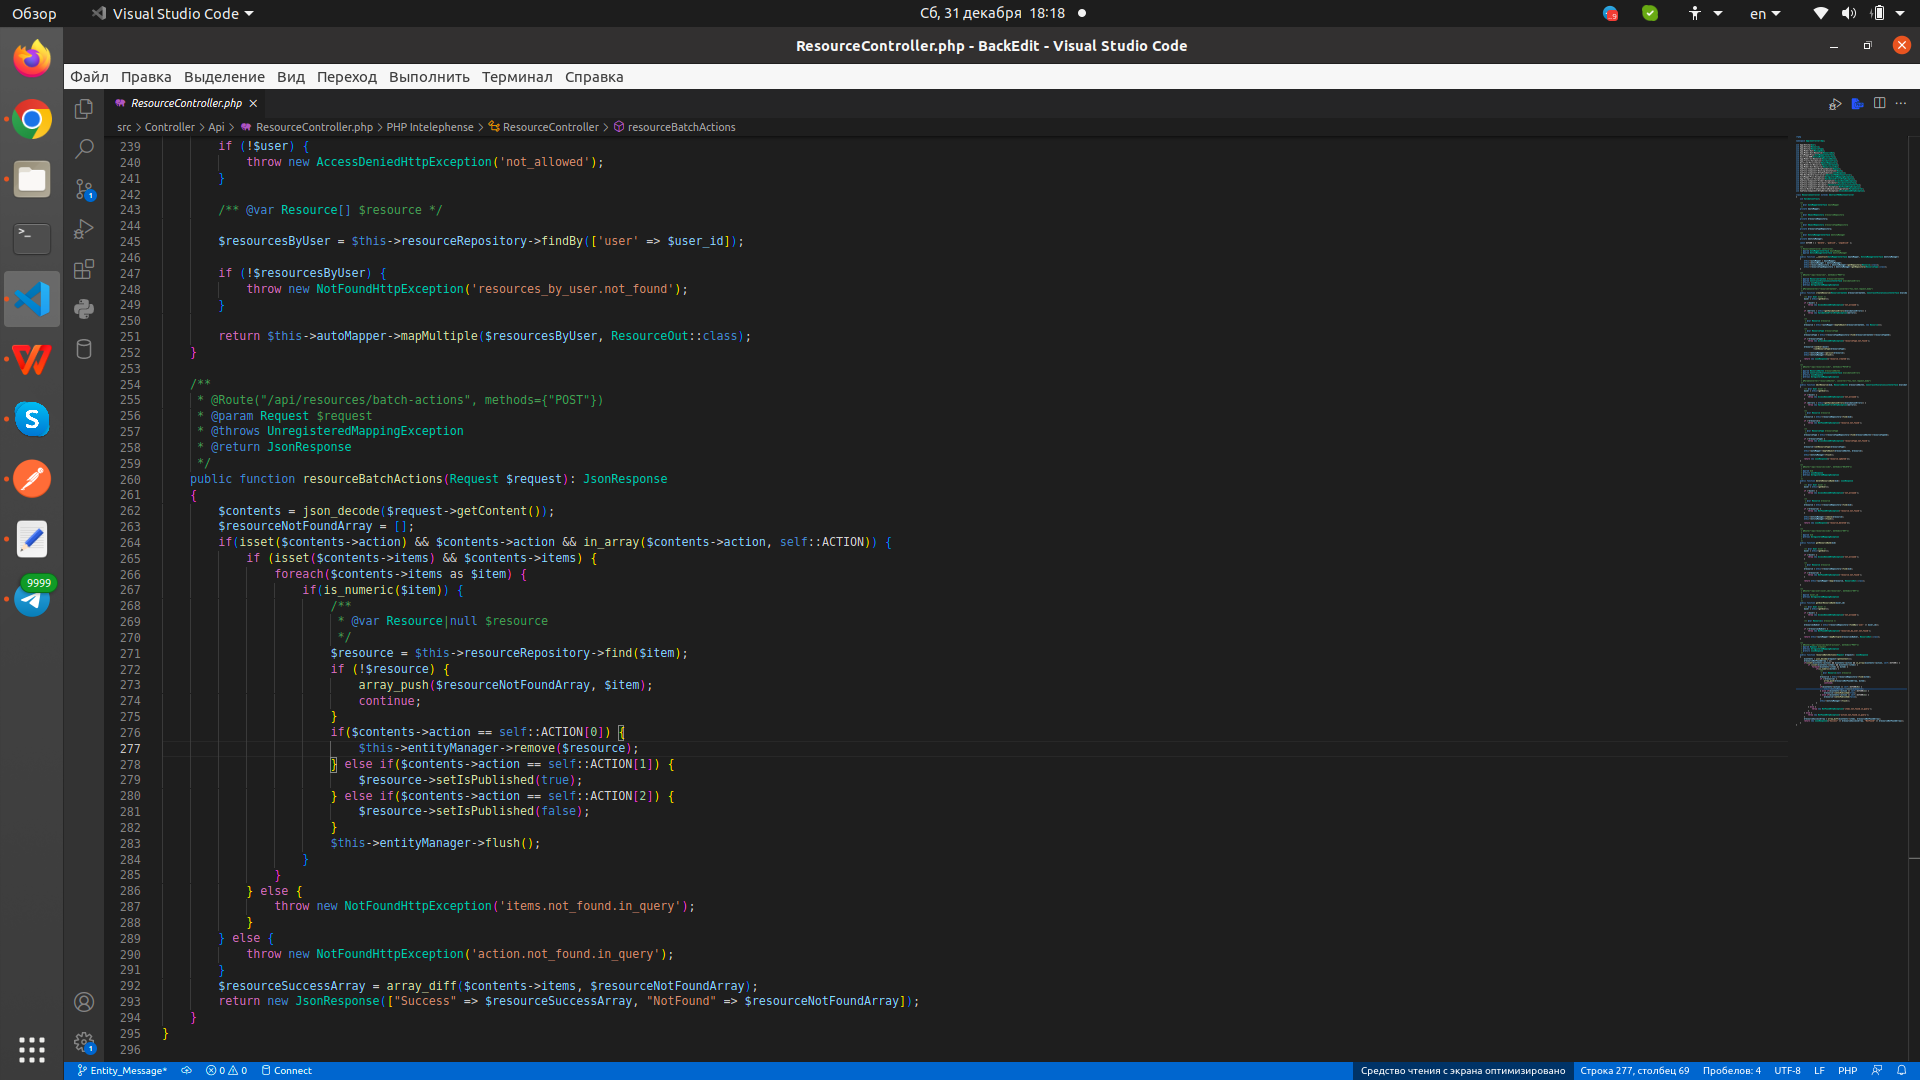 Обзор
Visual Studio Code
Сб, 31 декабря 18:18
en
ResourceController.php - BackEdit - Visual Studio Code
Файл Правка Выделение Вид Переход Выполнить Терминал Справка
ResourceController.php
src > Controller > Api > ResourceController.php > PHP Intelephense > ResourceController > resourceBatchActions
239 if (!$user) {
240 throw new AccessDeniedHttpException('not_allowed');
241 }
242
243 /** @var Resource[] $resource */
244
245 $resourcesByUser = $this->resourceRepository->findBy(['user' => $user_id]);
246
247 if (!$resourcesByUser) {
248 throw new NotFoundHttpException('resources_by_user.not_found');
249 }
250
251 return $this->autoMapper->mapMultiple($resourcesByUser, ResourceOut::class);
252 }
253
254 /**
255 * @Route("/api/resources/batch-actions", methods={"POST"})
256 * @param Request $request
257 * @throws UnregisteredMappingException
258 * @return JsonResponse
259 */
260 public function resourceBatchActions(Request $request): JsonResponse
261 {
262 $contents = json_decode($request->getContent());
263 $resourceNotFoundArray = [];
264 if(isset($contents->action) && $contents->action && in_array($contents->action, self::ACTION)) {
265 if (isset($contents->items) && $contents->items) {
266 foreach($contents->items as $item) {
267 if(is_numeric($item)) {
268 /**
269 * @var Resource|null $resource
270 */
271 $resource = $this->resourceRepository->find($item);
272 if (!$resource) {
273 array_push($resourceNotFoundArray, $item);
274 continue;
275 }
276 if($contents->action == self::ACTION[0]) {
277 $this->entityManager->remove($resource);
278 } else if($contents->action == self::ACTION[1]) {
279 $resource->setIsPublished(true);
280 } else if($contents->action == self::ACTION[2]) {
281 $resource->setIsPublished(false);
282 }
283 $this->entityManager->flush();
284 }
285 }
286 } else {
287 throw new NotFoundHttpException('items.not_found.in_query');
288 }
289 } else {
290 throw new NotFoundHttpException('action.not_found.in_query');
291 }
292 $resourceSuccessArray = array_diff($contents->items, $resourceNotFoundArray);
293 return new JsonResponse(["Success" => $resourceSuccessArray, "NotFound" => $resourceNotFoundArray]);
294 }
295 }
296
9999
1
1
Entity_Message* 0 0 Connect
Средство чтения с экрана оптимизировано Строка 277, столбец 69 Пробелов: 4 UTF-8 LF PHP